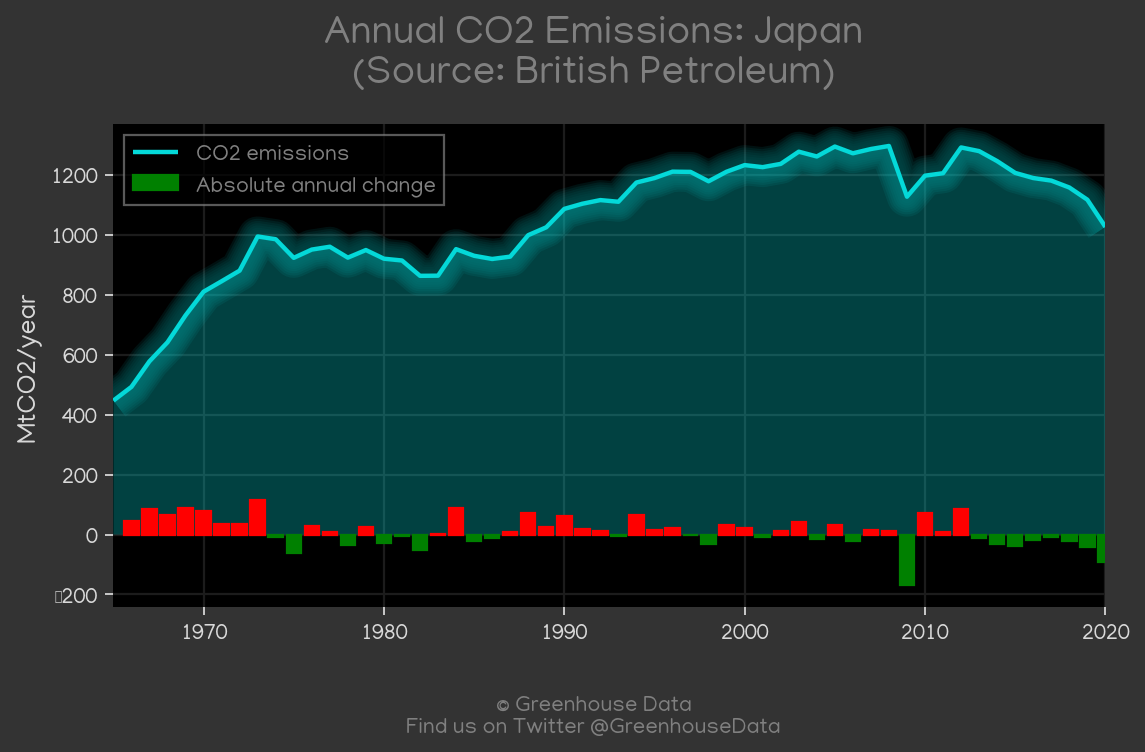 Annual CO2 Emissions: Japan
(Source: British Petroleum)
CO2 emissions
Absolute annual change
MtCO2/year
1200
1000
800
600
400
200
0
▯200
1970 1980 1990 2000 2010 2020
© Greenhouse Data
Find us on Twitter @GreenhouseData